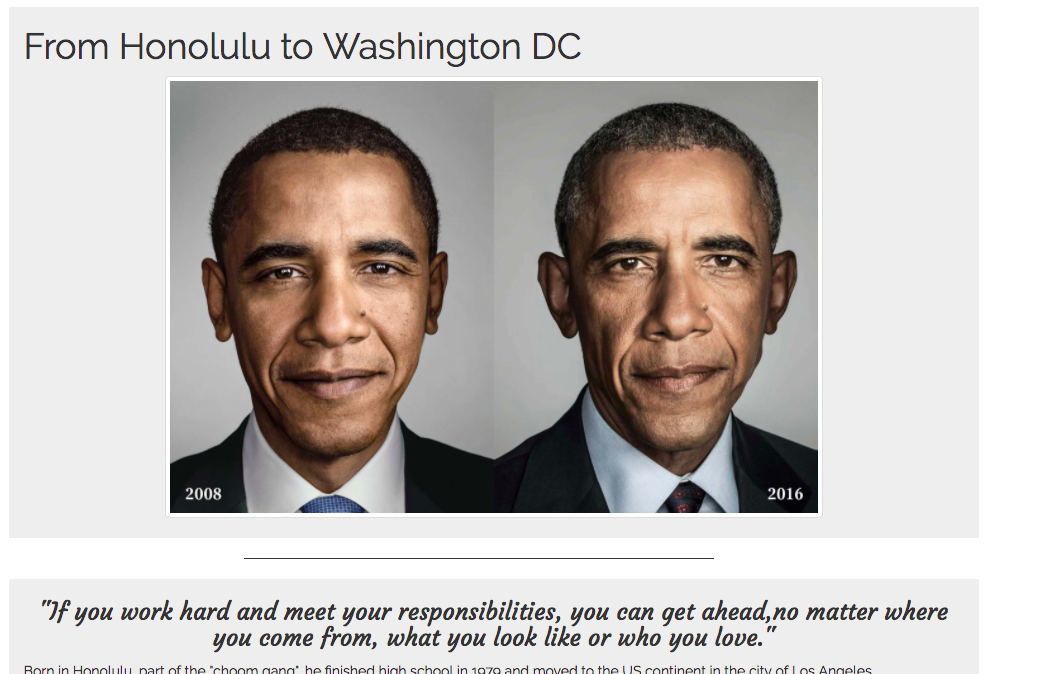 From Honolulu to Washington DC
2008
2016
"If you work hard and meet your responsibilities, you can get ahead,no matter where
you come from, what you look like or who you love."
Born in Honolulu, part of the "choom gang", he finished high school in 1979 and moved to the US continent in the city of Los Angeles.